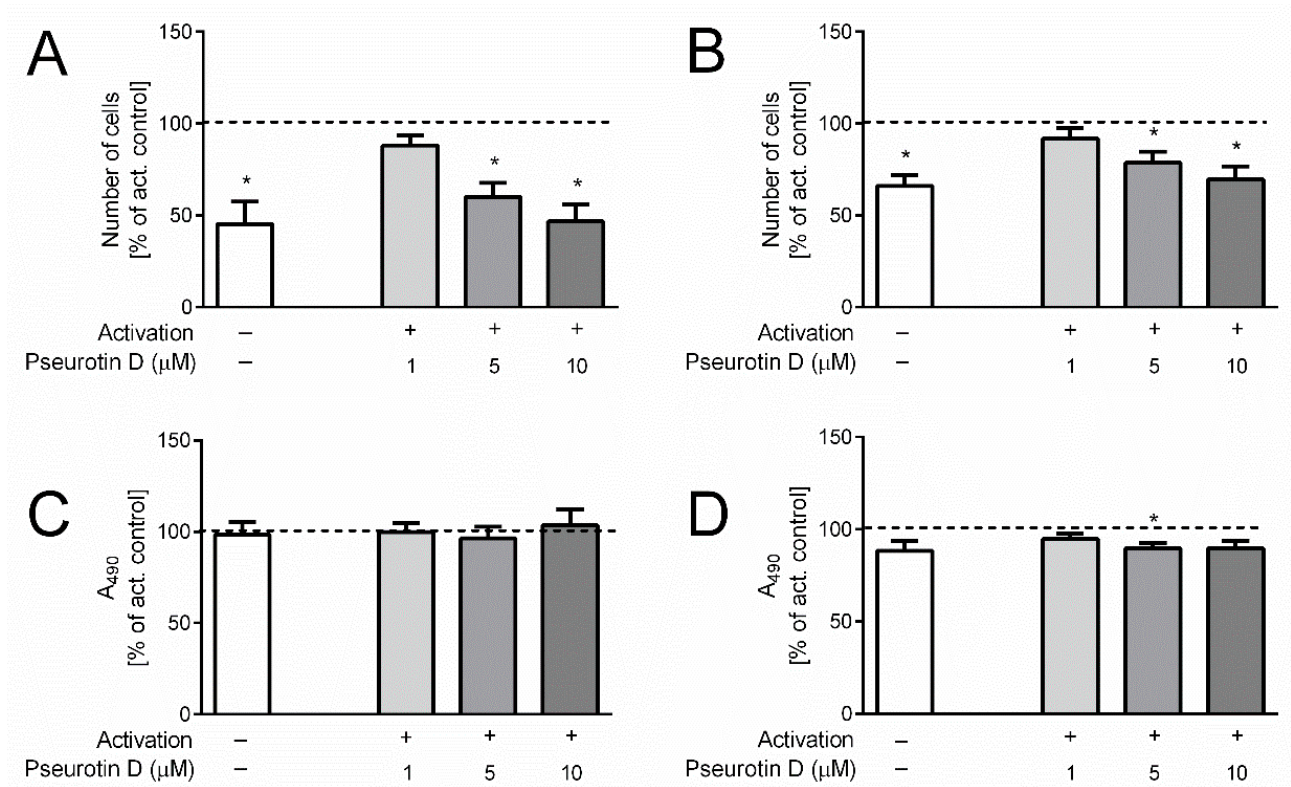 A
Number of cells
[% of act. control]
150
100
50
0
*
*
*
Activation – + + +
Pseurotin D (μM) – 1 5 10
B
Number of cells
[% of act. control]
150
100
50
0
*
*
*
Activation – + + +
Pseurotin D (μM) – 1 5 10
C
A490
[% of act. control]
150
100
50
0
Activation – + + +
Pseurotin D (μM) – 1 5 10
D
A490
[% of act. control]
150
100
50
0
*
Activation – + + +
Pseurotin D (μM) – 1 5 10